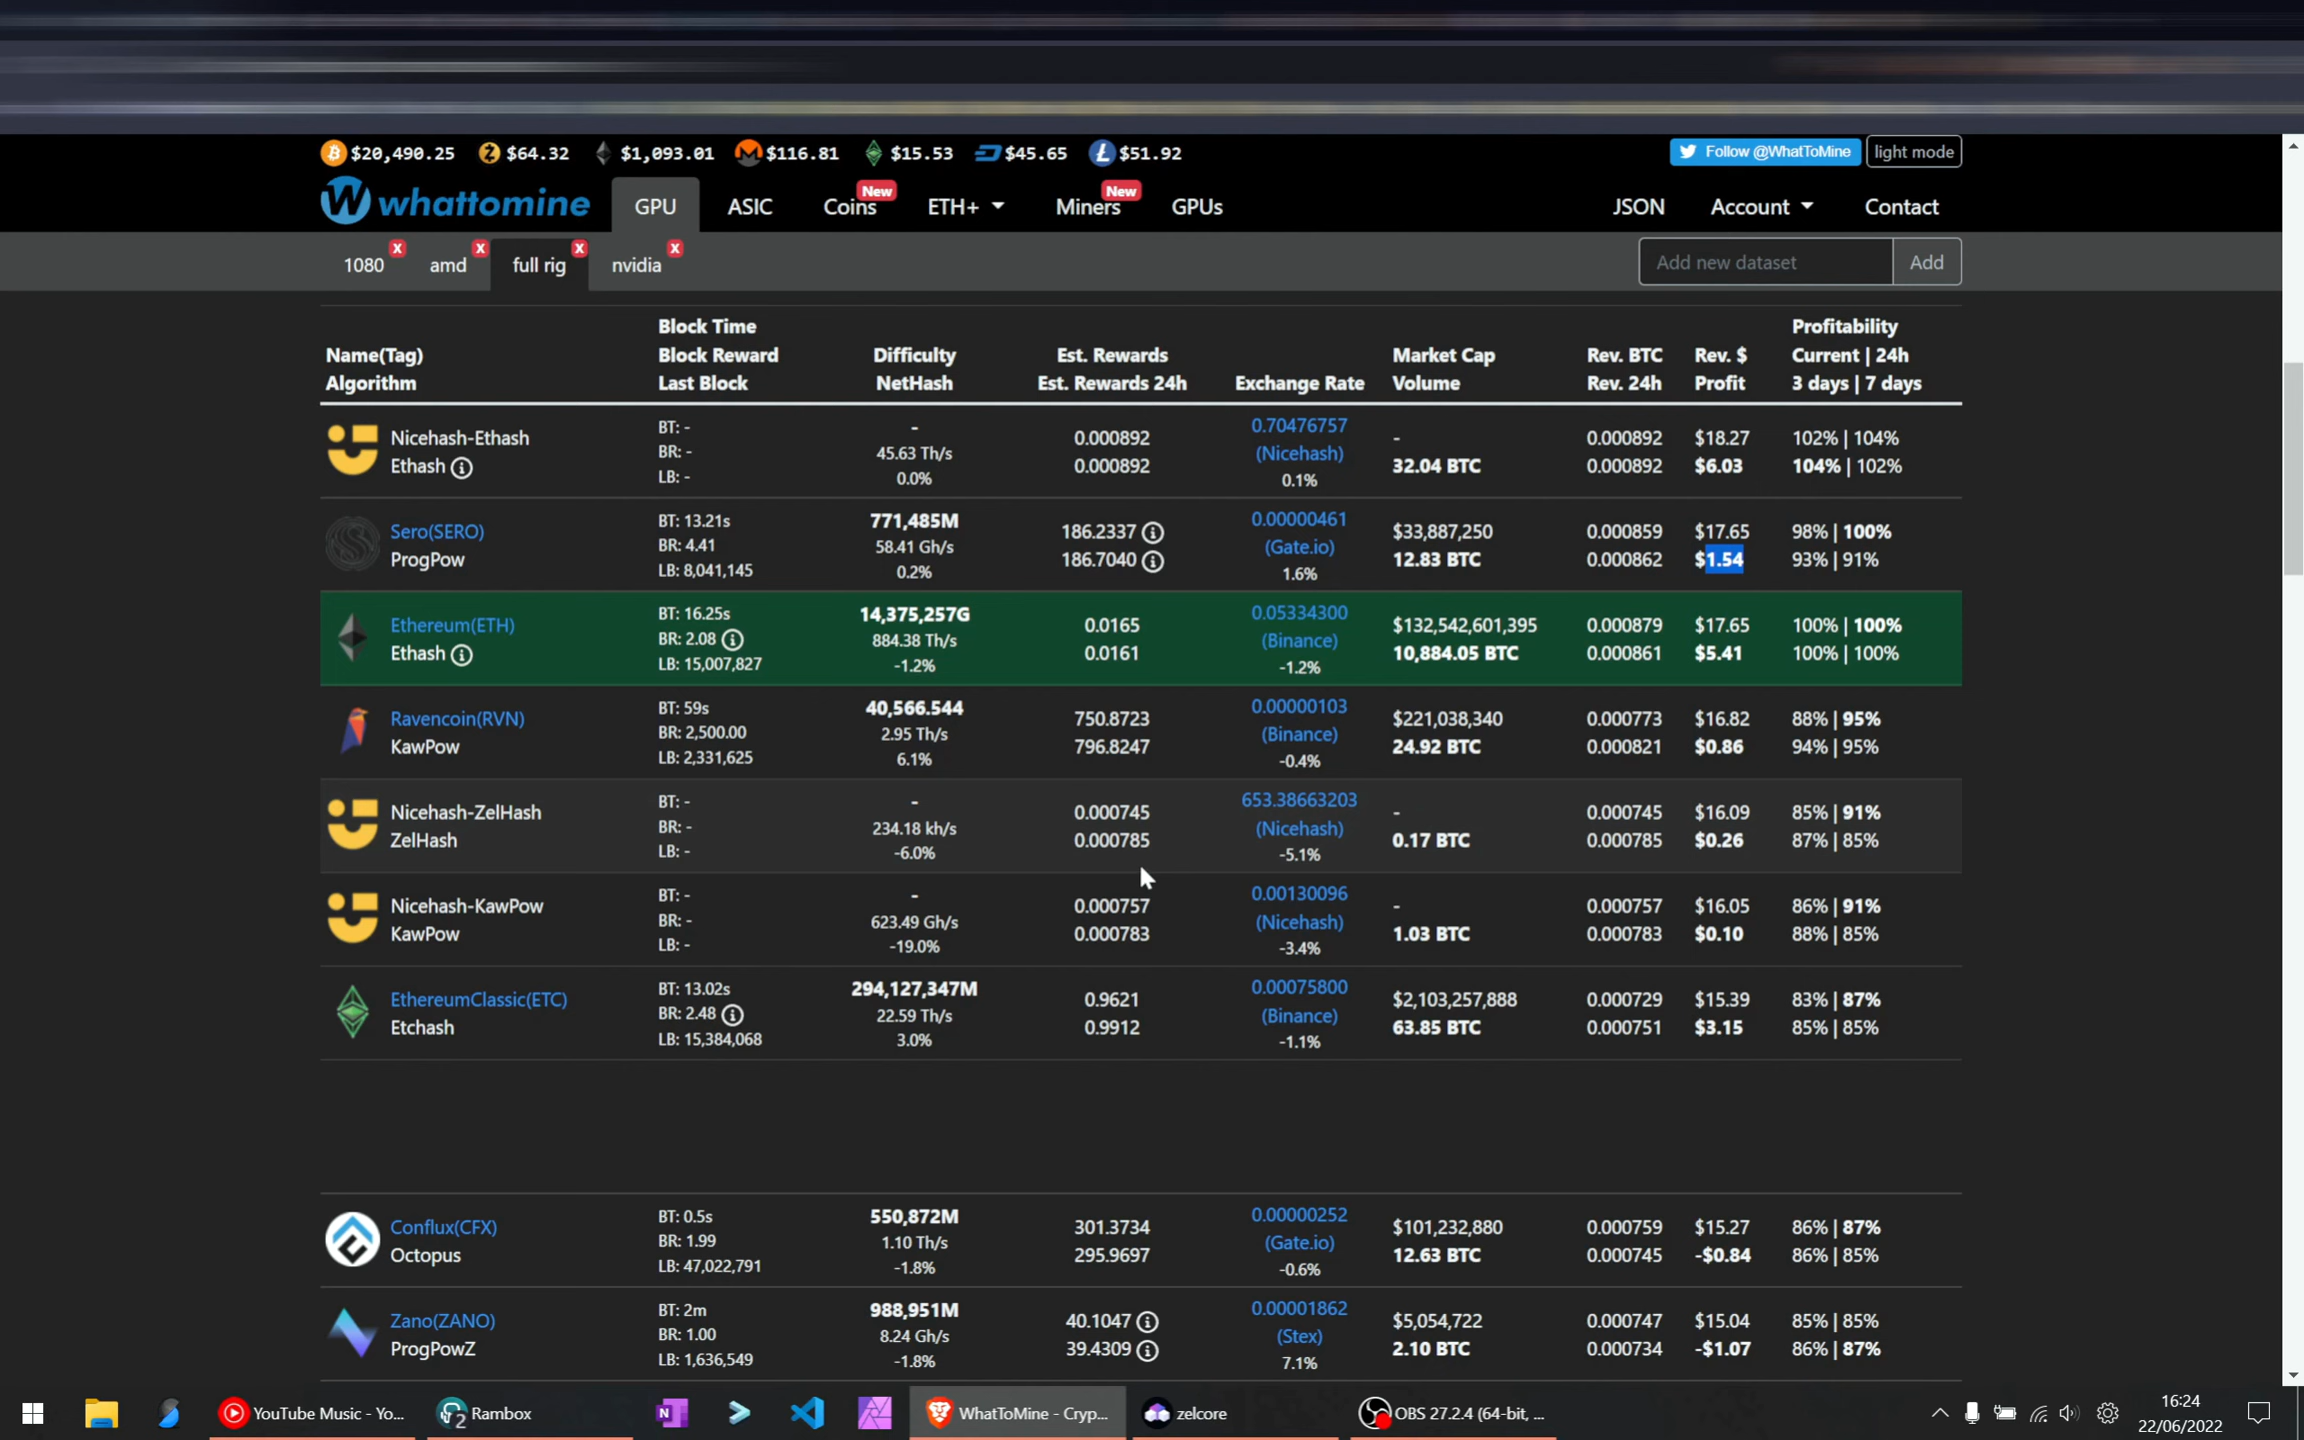 $20,490.25 $64.32 $1,093.01 $116.81 $15.53 $45.65 $51.92 Follow @WhatToMine light mode
whattomine GPU ASIC Coins New ETH+ Miners New GPUs JSON Account Contact
1080 x amd x full rig x nvidia x Add new dataset Add
Name(Tag)
Algorithm
Block Time
Block Reward
Last Block
Difficulty
NetHash
Est. Rewards
Est. Rewards 24h
Exchange Rate
Market Cap
Volume
Rev. BTC
Rev. 24h
Rev. $
Profit
Profitability
Current | 24h
3 days | 7 days
Nicehash-Ethash
Ethash
BT: -
BR: -
LB: -
-
45.63 Th/s
0.0%
0.000892
0.000892
0.70476757
(Nicehash)
0.1%
-
32.04 BTC
0.000892
0.000892
$18.27
$6.03
102% | 104%
104% | 102%
Sero(SERO)
ProgPow
BT: 13.21s
BR: 4.41
LB: 8,041,145
771,485M
58.41 Gh/s
0.2%
186.2337
186.7040
0.00000461
(Gate.io)
1.6%
$33,887,250
12.83 BTC
0.000859
0.000862
$17.65
$1.54
98% | 100%
93% | 91%
Ethereum(ETH)
Ethash
BT: 16.25s
BR: 2.08
LB: 15,007,827
14,375,257G
884.38 Th/s
-1.2%
0.0165
0.0161
0.05334300
(Binance)
-1.2%
$132,542,601,395
10,884.05 BTC
0.000879
0.000861
$17.65
$5.41
100% | 100%
100% | 100%
Ravencoin(RVN)
KawPow
BT: 59s
BR: 2,500.00
LB: 2,331,625
40,566.544
2.95 Th/s
6.1%
750.8723
796.8247
0.00000103
(Binance)
-0.4%
$221,038,340
24.92 BTC
0.000773
0.000821
$16.82
$0.86
88% | 95%
94% | 95%
Nicehash-ZelHash
ZelHash
BT: -
BR: -
LB: -
-
234.18 kh/s
-6.0%
0.000745
0.000785
653.38663203
(Nicehash)
-5.1%
-
0.17 BTC
0.000745
0.000785
$16.09
$0.26
85% | 91%
87% | 85%
Nicehash-KawPow
KawPow
BT: -
BR: -
LB: -
-
623.49 Gh/s
-19.0%
0.000757
0.000783
0.00130096
(Nicehash)
-3.4%
-
1.03 BTC
0.000757
0.000783
$16.05
$0.10
86% | 91%
88% | 85%
EthereumClassic(ETC)
Etchash
BT: 13.02s
BR: 2.48
LB: 15,384,068
294,127,347M
22.59 Th/s
3.0%
0.9621
0.9912
0.00075800
(Binance)
-1.1%
$2,103,257,888
63.85 BTC
0.000729
0.000751
$15.39
$3.15
83% | 87%
85% | 85%
Conflux(CFX)
Octopus
BT: 0.5s
BR: 1.99
LB: 47,022,791
550,872M
1.10 Th/s
-1.8%
301.3734
295.9697
0.00000252
(Gate.io)
-0.6%
$101,232,880
12.63 BTC
0.000759
0.000745
$15.27
-$0.84
86% | 87%
86% | 85%
Zano(ZANO)
ProgPowZ
BT: 2m
BR: 1.00
LB: 1,636,549
988,951M
8.24 Gh/s
-1.8%
40.1047
39.4309
0.00001862
(Stex)
7.1%
$5,054,722
2.10 BTC
0.000747
0.000734
$15.04
-$1.07
85% | 85%
86% | 87%
YouTube Music - Yo... 2 Rambox WhatToMine - Cryp... zelcore OBS 27.2.4 (64-bit, ...
16:24
22/06/2022